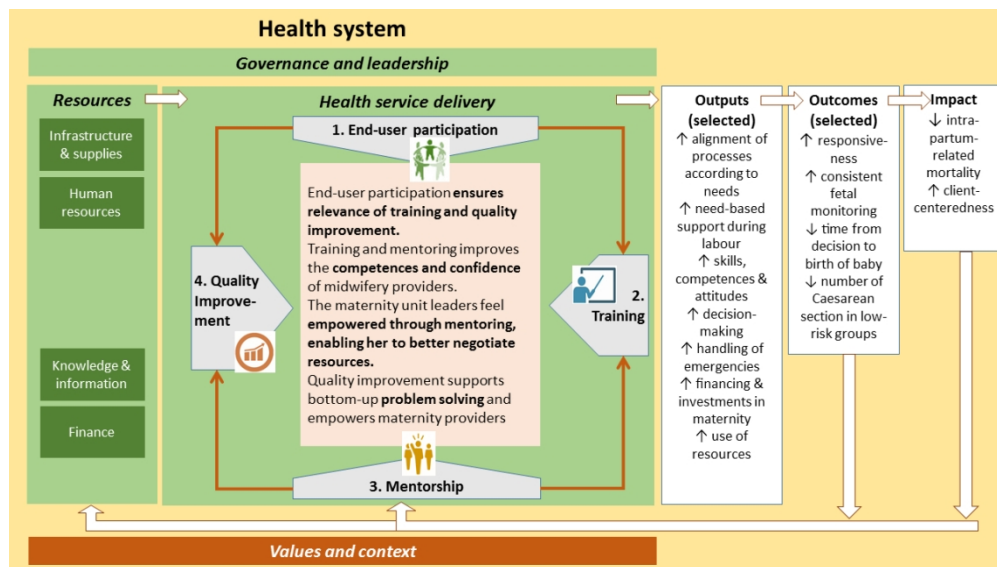 Health system
Governance and leadership
Resources
Infrastructure
& supplies
Human
resources
Knowledge &
information
Finance
Health service delivery
1. End-user participation
End-user participation ensures
relevance of training and quality
improvement.
Training and mentoring improves
the competences and confidence
of midwifery providers.
The maternity unit leaders feel
empowered through mentoring,
enabling her to better negotiate
resources.
Quality improvement supports
bottom-up problem solving and
empowers maternity providers
2.
Training
3. Mentorship
4. Quality
Improve-
ment
Outputs
(selected)
↑ alignment of
processes
according to
needs
↑ need-based
support during
labour
↑ skills,
competences &
attitudes
↑ decision-
making
↑ handling of
emergencies
↑ financing &
investments in
maternity
↑ use of
resources
Outcomes
(selected)
↑ responsive-
ness
↑ consistent
fetal
monitoring
↓ time from
decision to
birth of baby
↓ number of
Caesarean
section in low-
risk groups
Impact
↓ intra-
partum-
related
mortality
↑ client-
centeredness
Values and context